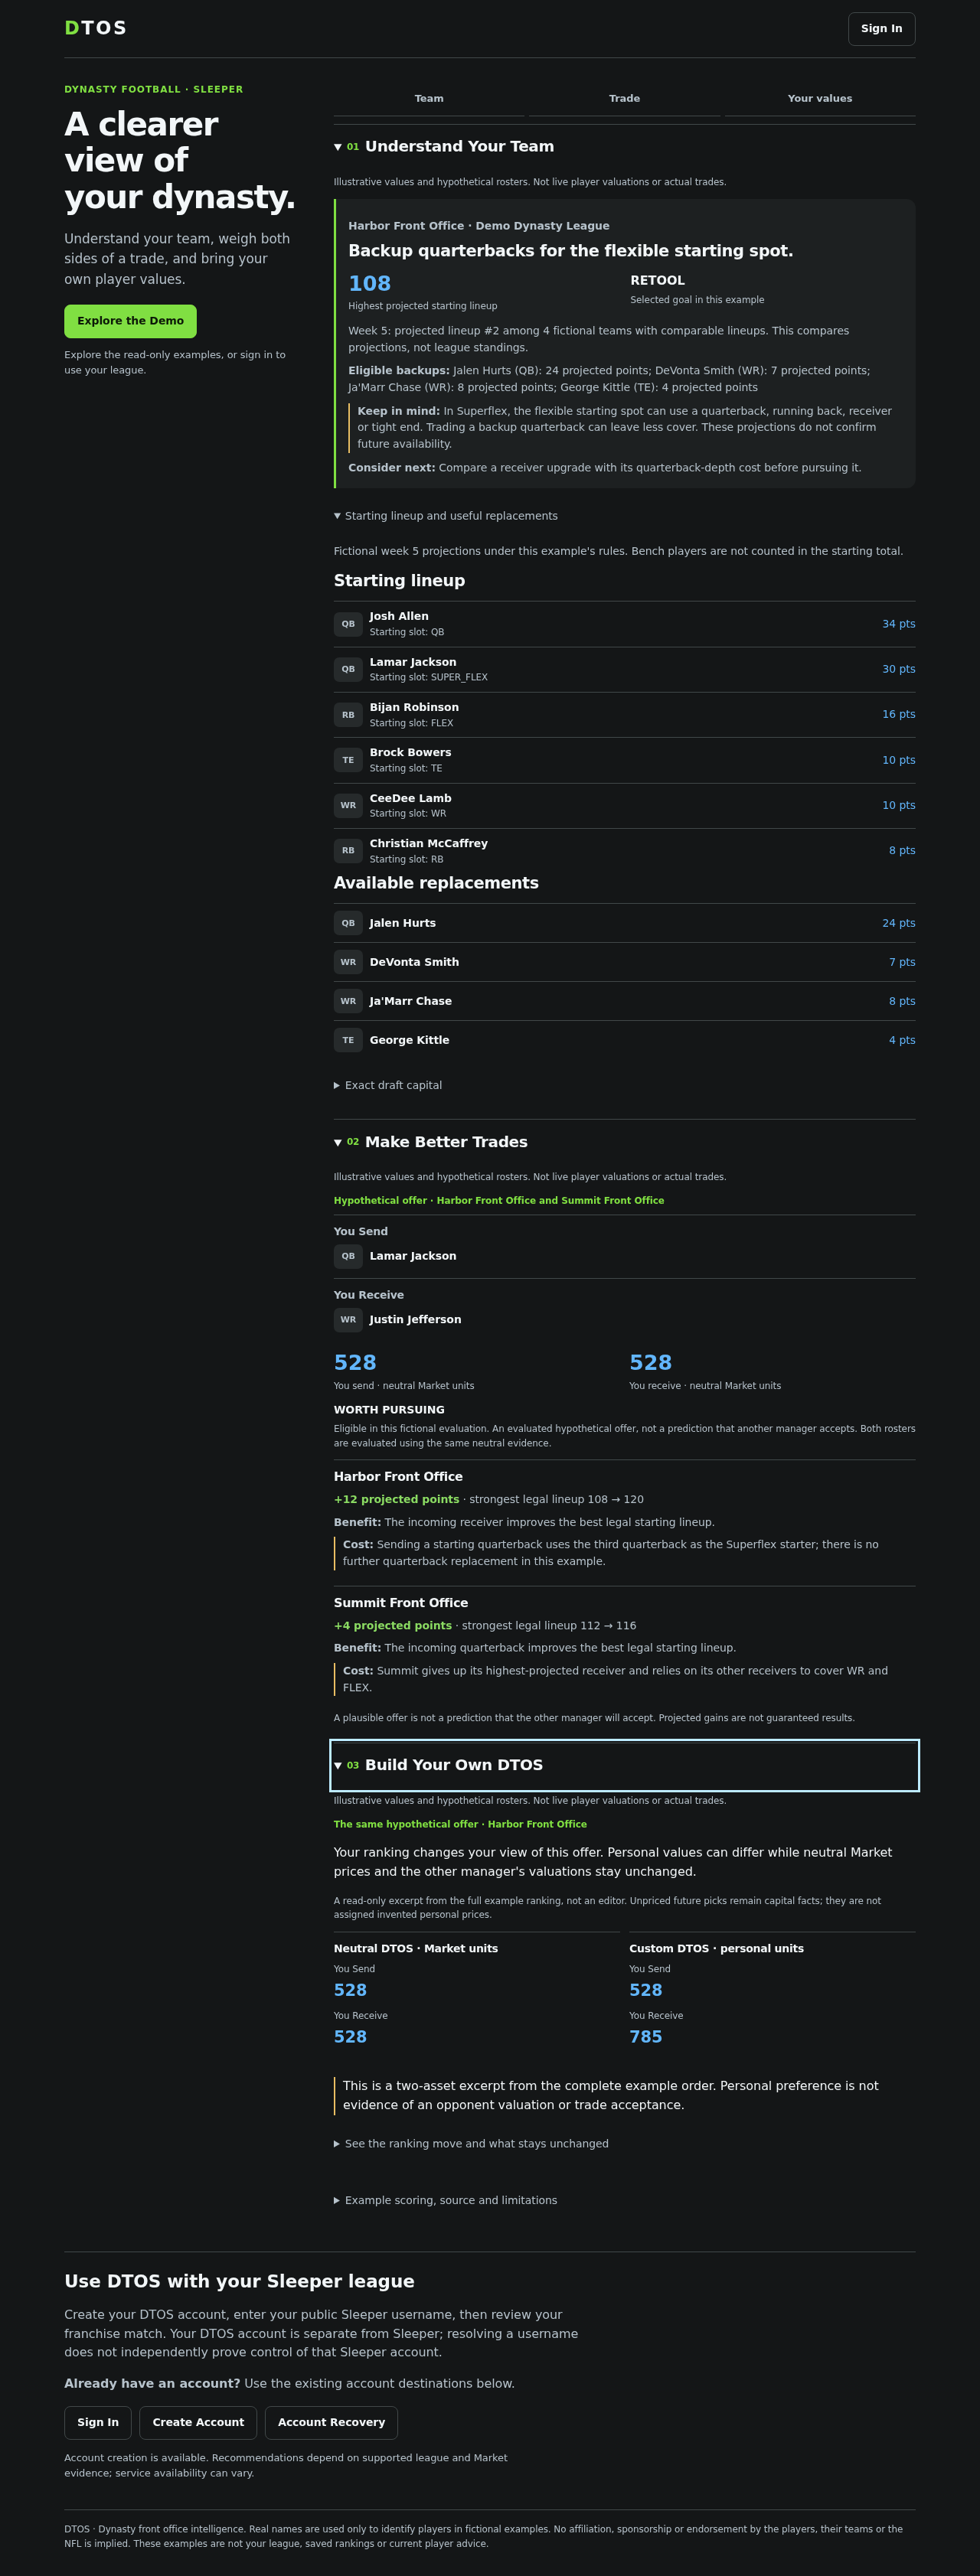 DTOS
Sign In
DYNASTY FOOTBALL · SLEEPER
A clearer
view of
your dynasty.
Understand your team, weigh both
sides of a trade, and bring your
own player values.
Explore the Demo
Explore the read-only examples, or sign in to
use your league.
Team
Trade
Your values
▼ 01 Understand Your Team
Illustrative values and hypothetical rosters. Not live player valuations or actual trades.
Harbor Front Office · Demo Dynasty League
Backup quarterbacks for the flexible starting spot.
108
Highest projected starting lineup
RETOOL
Selected goal in this example
Week 5: projected lineup #2 among 4 fictional teams with comparable lineups. This compares
projections, not league standings.
Eligible backups: Jalen Hurts (QB): 24 projected points; DeVonta Smith (WR): 7 projected points;
Ja'Marr Chase (WR): 8 projected points; George Kittle (TE): 4 projected points
Keep in mind: In Superflex, the flexible starting spot can use a quarterback, running back, receiver
or tight end. Trading a backup quarterback can leave less cover. These projections do not confirm
future availability.
Consider next: Compare a receiver upgrade with its quarterback-depth cost before pursuing it.
▼ Starting lineup and useful replacements
Fictional week 5 projections under this example's rules. Bench players are not counted in the starting total.
Starting lineup
QB Josh Allen
Starting slot: QB
34 pts
QB Lamar Jackson
Starting slot: SUPER_FLEX
30 pts
RB Bijan Robinson
Starting slot: FLEX
16 pts
TE Brock Bowers
Starting slot: TE
10 pts
WR CeeDee Lamb
Starting slot: WR
10 pts
RB Christian McCaffrey
Starting slot: RB
8 pts
Available replacements
QB Jalen Hurts 24 pts
WR DeVonta Smith 7 pts
WR Ja'Marr Chase 8 pts
TE George Kittle 4 pts
▶ Exact draft capital
▼ 02 Make Better Trades
Illustrative values and hypothetical rosters. Not live player valuations or actual trades.
Hypothetical offer · Harbor Front Office and Summit Front Office
You Send
QB Lamar Jackson
You Receive
WR Justin Jefferson
528
You send · neutral Market units
528
You receive · neutral Market units
WORTH PURSUING
Eligible in this fictional evaluation. An evaluated hypothetical offer, not a prediction that another manager accepts. Both rosters
are evaluated using the same neutral evidence.
Harbor Front Office
+12 projected points · strongest legal lineup 108 → 120
Benefit: The incoming receiver improves the best legal starting lineup.
Cost: Sending a starting quarterback uses the third quarterback as the Superflex starter; there is no
further quarterback replacement in this example.
Summit Front Office
+4 projected points · strongest legal lineup 112 → 116
Benefit: The incoming quarterback improves the best legal starting lineup.
Cost: Summit gives up its highest-projected receiver and relies on its other receivers to cover WR and
FLEX.
A plausible offer is not a prediction that the other manager will accept. Projected gains are not guaranteed results.
▼ 03 Build Your Own DTOS
Illustrative values and hypothetical rosters. Not live player valuations or actual trades.
The same hypothetical offer · Harbor Front Office
Your ranking changes your view of this offer. Personal values can differ while neutral Market
prices and the other manager's valuations stay unchanged.
A read-only excerpt from the full example ranking, not an editor. Unpriced future picks remain capital facts; they are not
assigned invented personal prices.
Neutral DTOS · Market units
You Send
528
You Receive
528
Custom DTOS · personal units
You Send
528
You Receive
785
This is a two-asset excerpt from the complete example order. Personal preference is not
evidence of an opponent valuation or trade acceptance.
▶ See the ranking move and what stays unchanged
▶ Example scoring, source and limitations
Use DTOS with your Sleeper league
Create your DTOS account, enter your public Sleeper username, then review your
franchise match. Your DTOS account is separate from Sleeper; resolving a username
does not independently prove control of that Sleeper account.
Already have an account? Use the existing account destinations below.
Sign In
Create Account
Account Recovery
Account creation is available. Recommendations depend on supported league and Market
evidence; service availability can vary.
DTOS · Dynasty front office intelligence. Real names are used only to identify players in fictional examples. No affiliation, sponsorship or endorsement by the players, their teams or the
NFL is implied. These examples are not your league, saved rankings or current player advice.